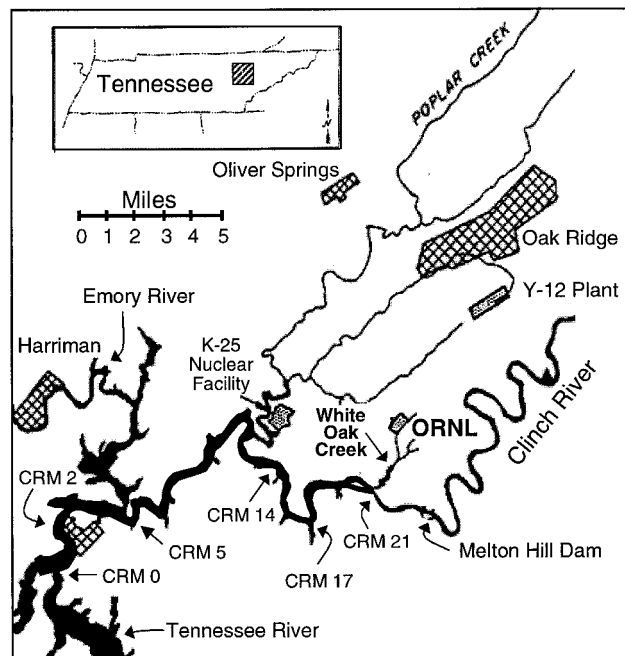 Tennessee
N
POPLAR CREEK
Oliver Springs
Miles
0 1 2 3 4 5
Oak Ridge
Emory River
Y-12 Plant
Harriman
K-25
Nuclear
Facility
White
Oak
Creek
ORNL
Clinch River
CRM 2
CRM 14
CRM 5
CRM 21
Melton Hill Dam
CRM 17
CRM 0
Tennessee River